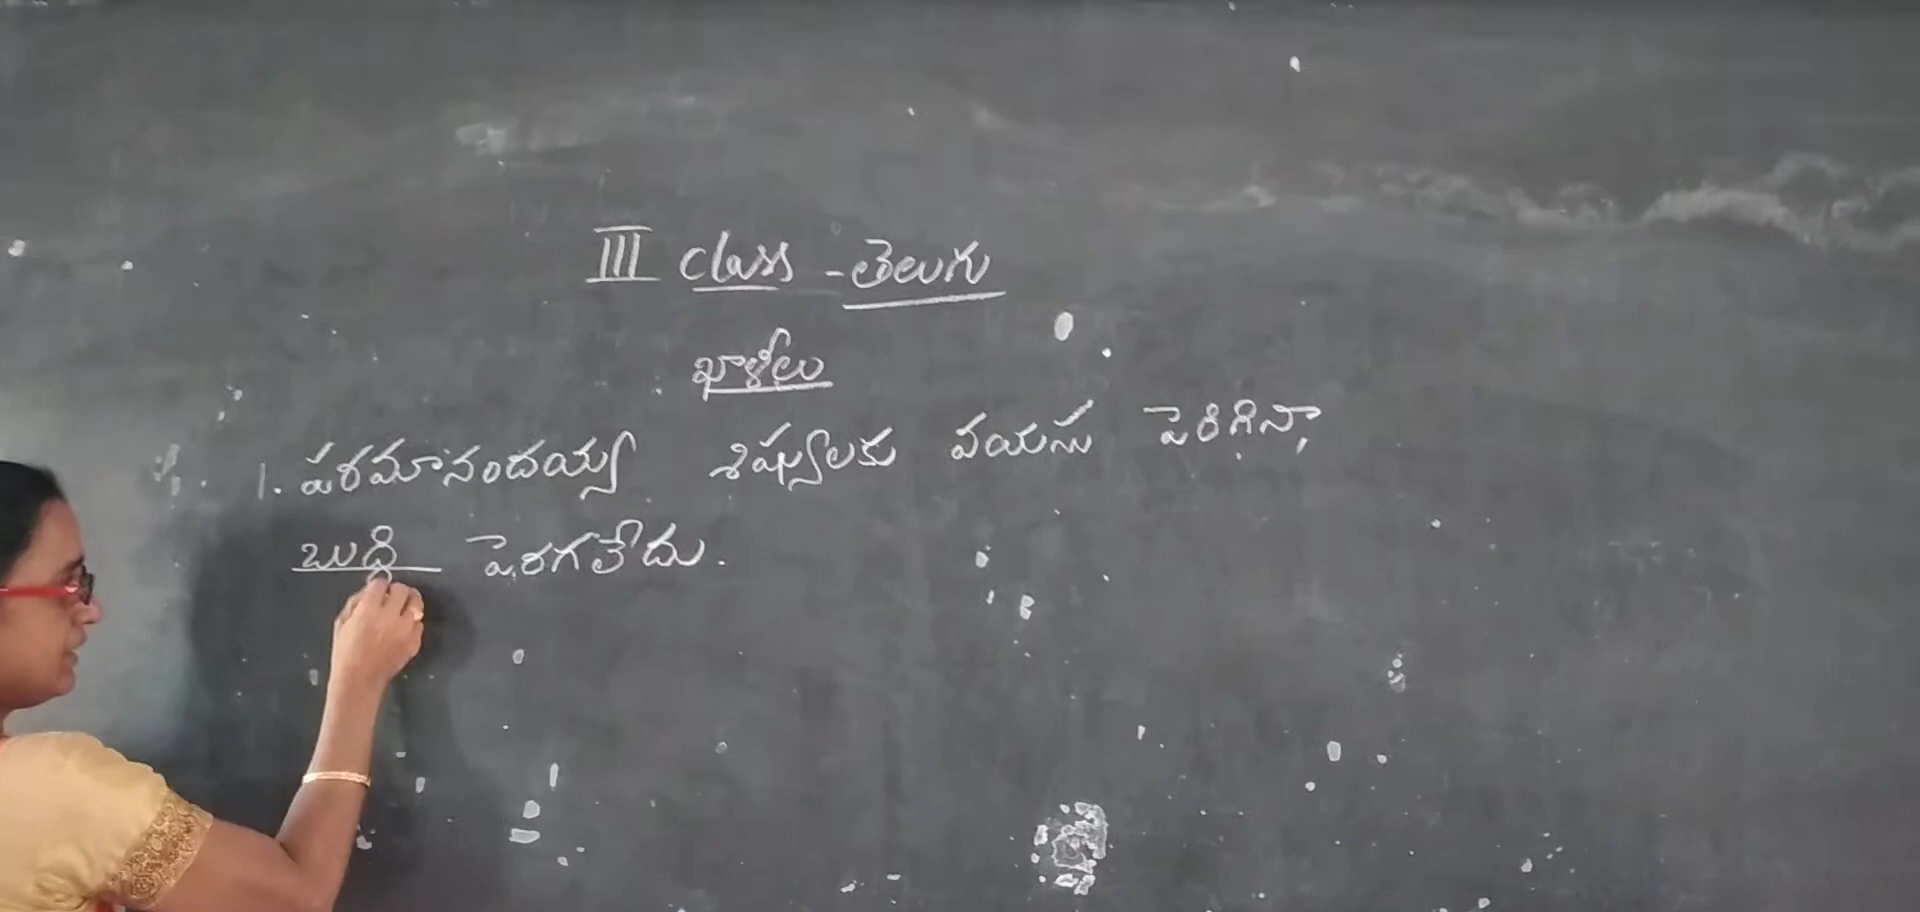 III class - తెలుగు
ఖాళీలు
1. పరమానందయ్య శిష్యులకు వయసు పెరిగినా,
బుద్ధి పెరగలేదు.